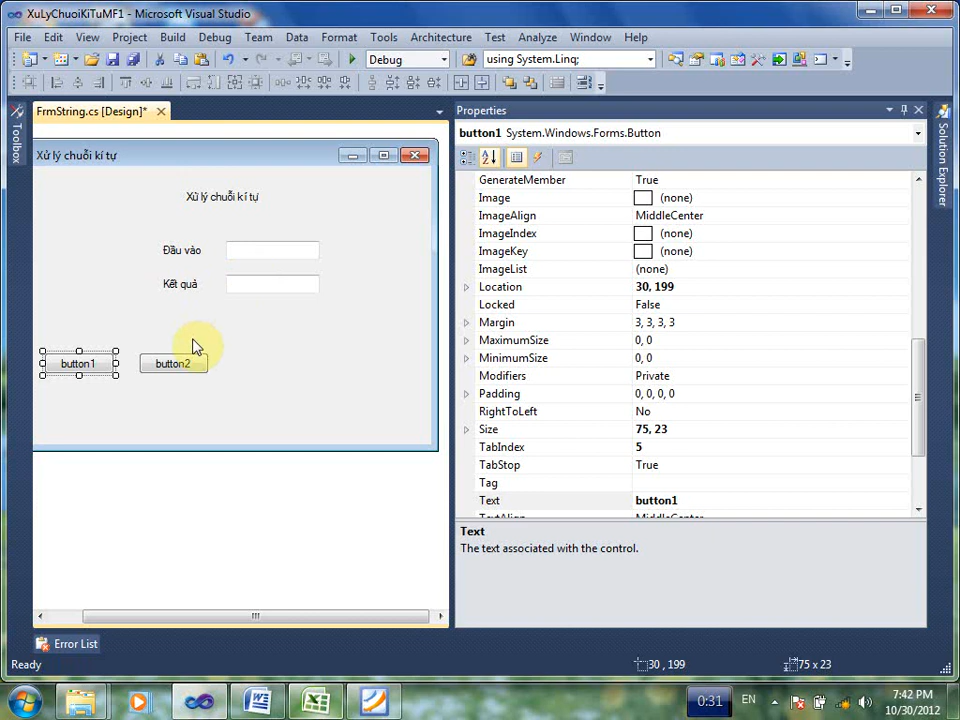 XuLyChuoiKiTuMF1 - Microsoft Visual Studio
File Edit View Project Build Debug Team Data Format Tools Architecture Test Analyze Window Help
Debug using System.Linq;
FrmString.cs [Design]*
Properties
button1 System.Windows.Forms.Button
Toolbox
Solution Explorer
Xử lý chuỗi kí tự
Xử lý chuỗi kí tự
Đầu vào
Kết quả
button1 button2
GenerateMember True
Image (none)
ImageAlign MiddleCenter
ImageIndex (none)
ImageKey (none)
ImageList (none)
Location 30, 199
Locked False
Margin 3, 3, 3, 3
MaximumSize 0, 0
MinimumSize 0, 0
Modifiers Private
Padding 0, 0, 0, 0
RightToLeft No
Size 75, 23
TabIndex 5
TabStop True
Tag
Text button1
TextAlign MiddleCenter
Text
The text associated with the control.
Error List
Ready 30 , 199 75 x 23
0:31 EN 7:42 PM
10/30/2012